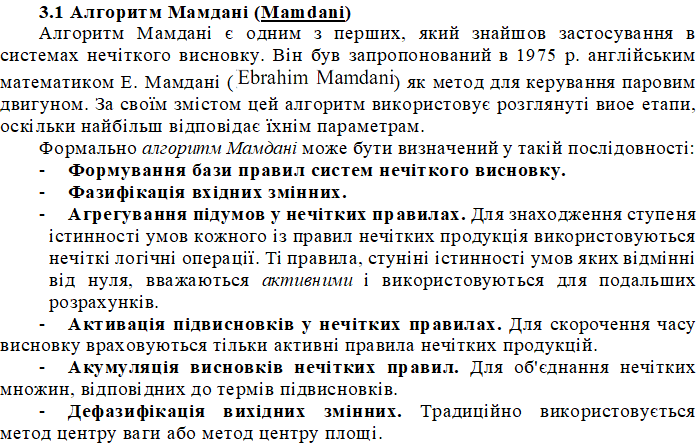 3.1 Алгоритм Мамдані (Mamdani)
Алгоритм Мамдані є одним з перших, який знайшов застосування в
системах нечіткого висновку. Він був запропонований в 1975 р. англійським
математиком Е. Мамдані (Ebrahim Mamdani) як метод для керування паровим
двигуном. За своїм змістом цей алгоритм використовує розглянуті виое етапи,
оскільки найбільш відповідає їхнім параметрам.
Формально алгоритм Мамдані може бути визначений у такій послідовності:
- Формування бази правил систем нечіткого висновку.
- Фазифікація вхідних змінних.
- Агрегування підумов у нечітких правилах. Для знаходження ступеня
істинності умов кожного із правил нечітких продукція використовуються
нечіткі логічні операції. Ті правила, стуніні істинності умов яких відмінні
від нуля, вважаються активними і використовуються для подальших
розрахунків.
- Активація підвисновків у нечітких правилах. Для скорочення часу
висновку враховуються тільки активні правила нечітких продукцій.
- Акумуляція висновків нечітких правил. Для об'єднання нечітких
множин, відповідних до термів підвисновків.
- Дефазифікація вихідних змінних. Традиційно використовується
метод центру ваги або метод центру площі.